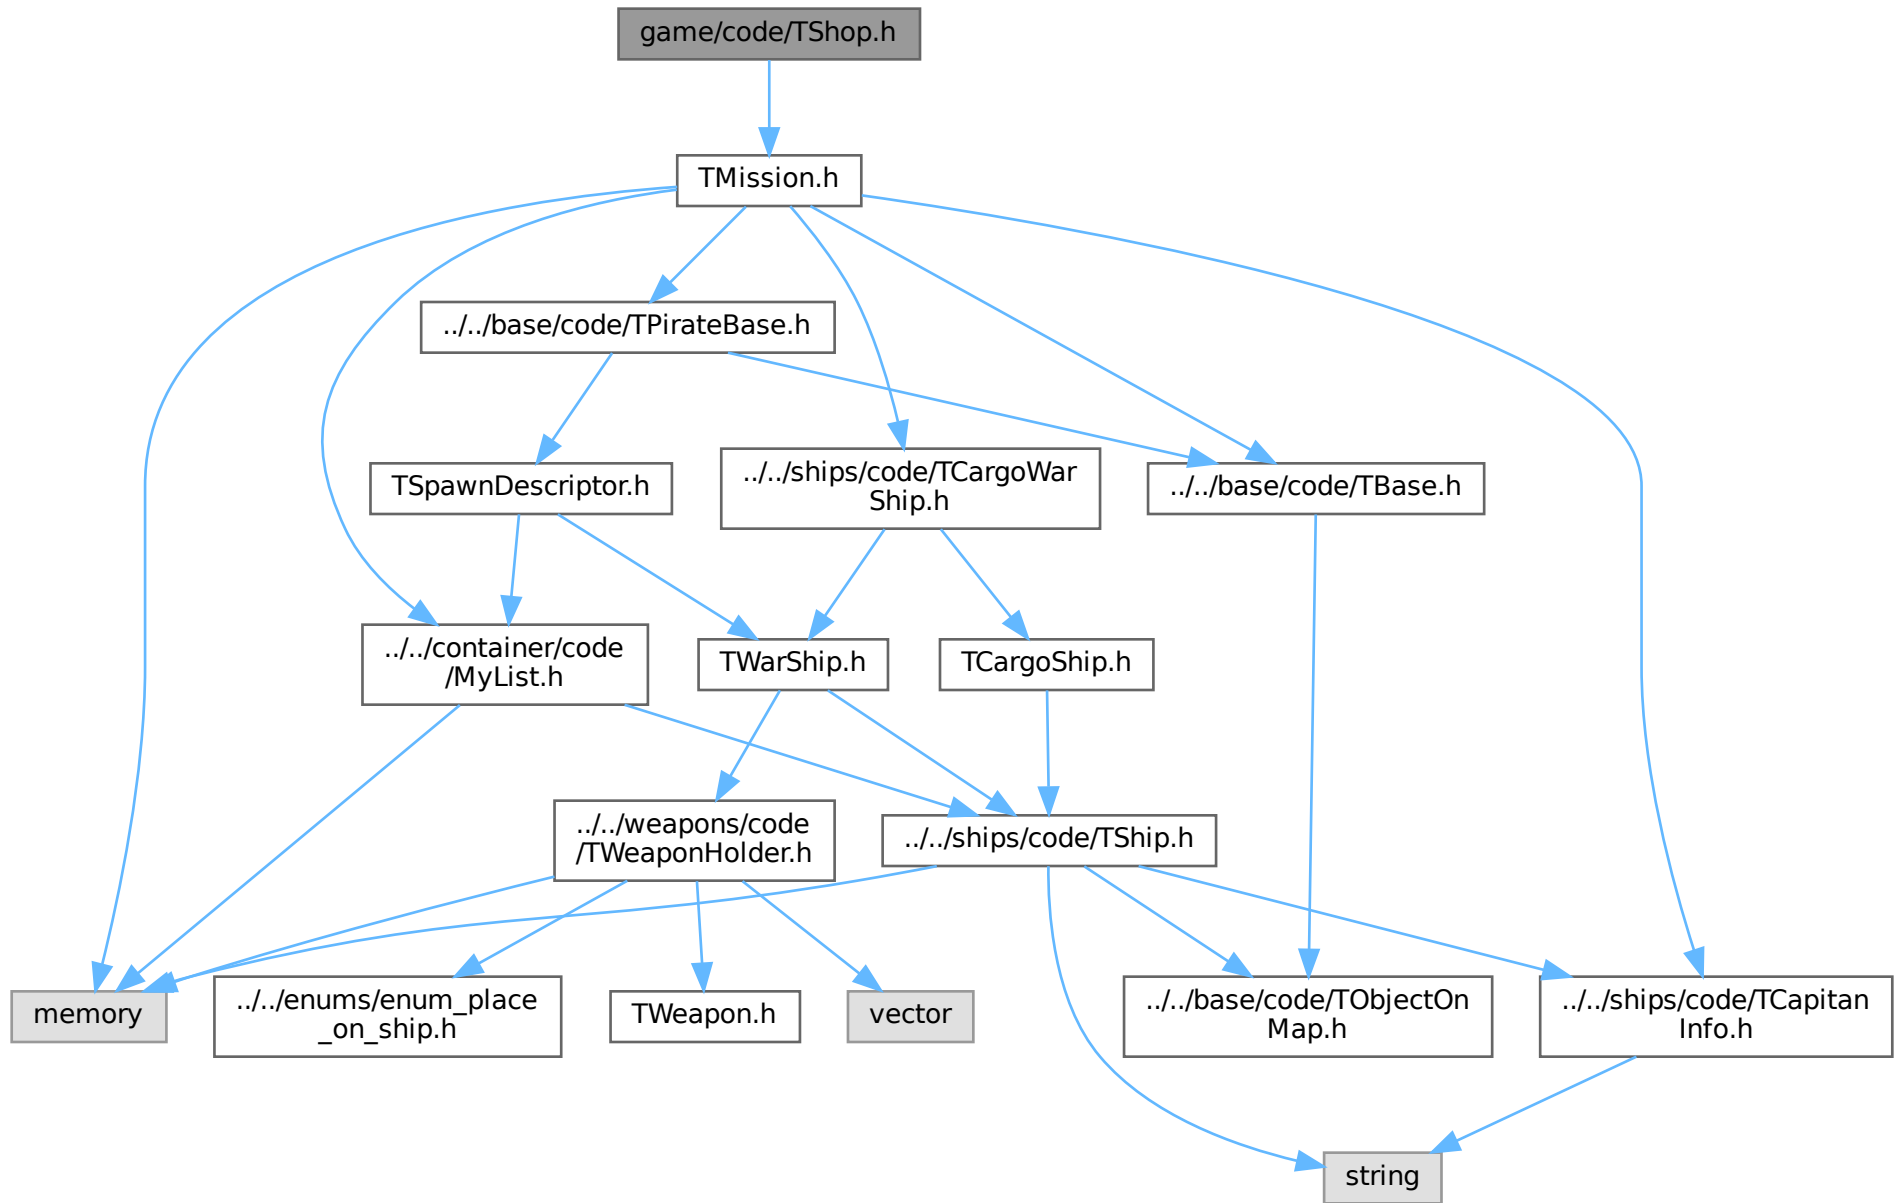 game/code/TShop.h
TMission.h
../../base/code/TPirateBase.h
TSpawnDescriptor.h
../../ships/code/TCargoWar
Ship.h
../../base/code/TBase.h
../../container/code
/MyList.h
TWarShip.h
TCargoShip.h
../../weapons/code
/TWeaponHolder.h
../../ships/code/TShip.h
memory
../../enums/enum_place
_on_ship.h
TWeapon.h
vector
../../base/code/TObjectOn
Map.h
../../ships/code/TCapitan
Info.h
string